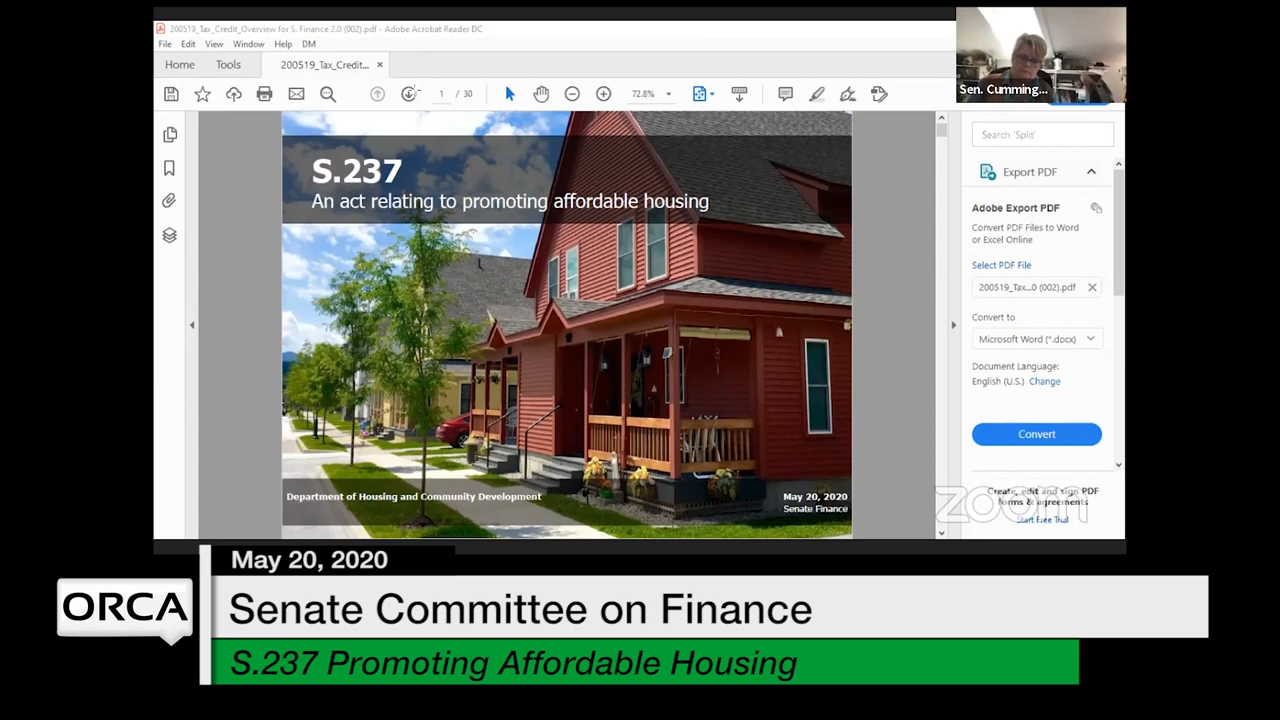 200519_Tax_Credit_Overview for S. Finance 2.0 (002).pdf - Adobe Acrobat Reader DC
File Edit View Window Help DM
Home Tools 200519_Tax_Credit... ×
1 / 30 72.8%
Sen. Cumming...
Search 'Split'
Export PDF
Adobe Export PDF
Convert PDF Files to Word
or Excel Online
Select PDF File
200519_Tax...0 (002).pdf
Convert to
Microsoft Word (*.docx)
Document Language:
English (U.S.) Change
Convert
Create, edit and sign PDF
forms & agreements
Start Free Trial
zoom
S.237
An act relating to promoting affordable housing
Department of Housing and Community Development
May 20, 2020
Senate Finance
May 20, 2020
ORCA
Senate Committee on Finance
S.237 Promoting Affordable Housing